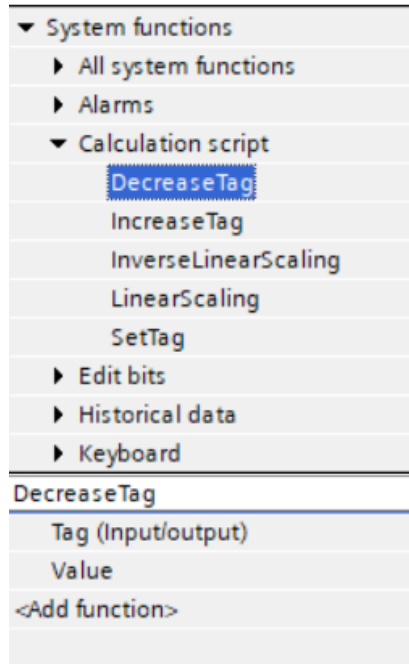 System functions
All system functions
Alarms
Calculation script
DecreaseTag
IncreaseTag
InverseLinearScaling
LinearScaling
SetTag
Edit bits
Historical data
Keyboard
DecreaseTag
Tag (Input/output)
Value
<Add function>